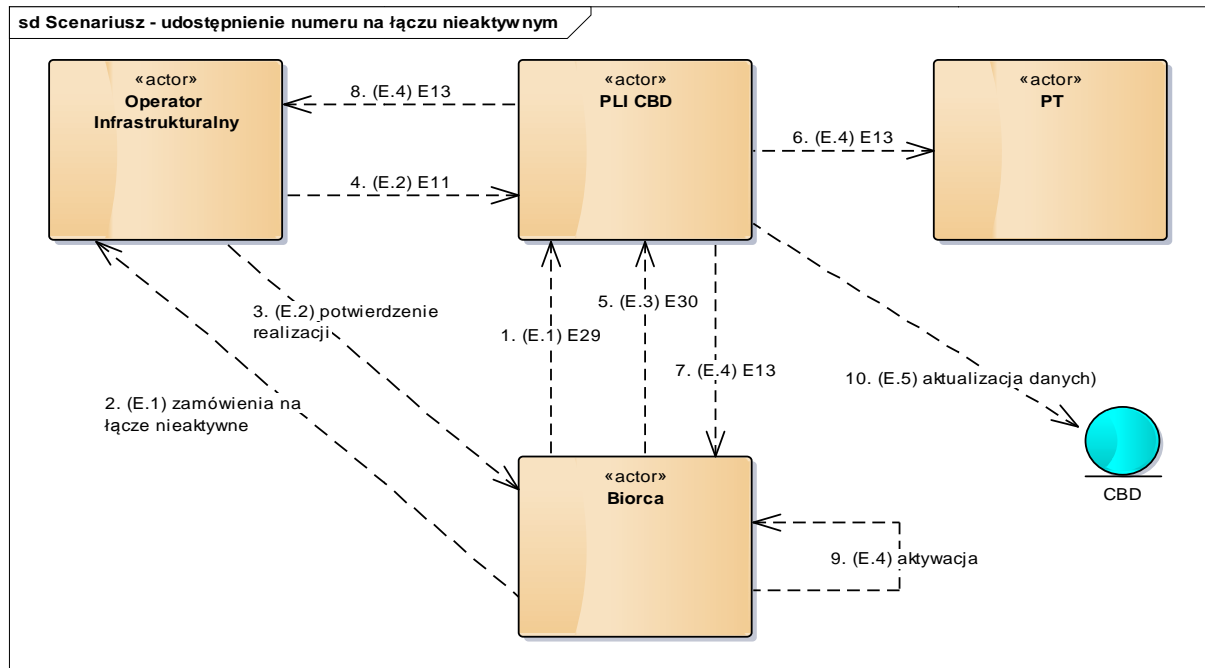 sd Scenariusz - udostępnienie numeru na łączu nieaktywnym
«actor»
Operator
Infrastrukturalny
8. (E.4) E13
«actor»
PLI CBD
6. (E.4) E13
«actor»
PT
4. (E.2) E11
3. (E.2) potwierdzenie
realizacji
1. (E.1) E29
5. (E.3) E30
7. (E.4) E13
10. (E.5) aktualizacja danych)
2. (E.1) zamówienia na
łącze nieaktywne
CBD
«actor»
Biorca
9. (E.4) aktywacja